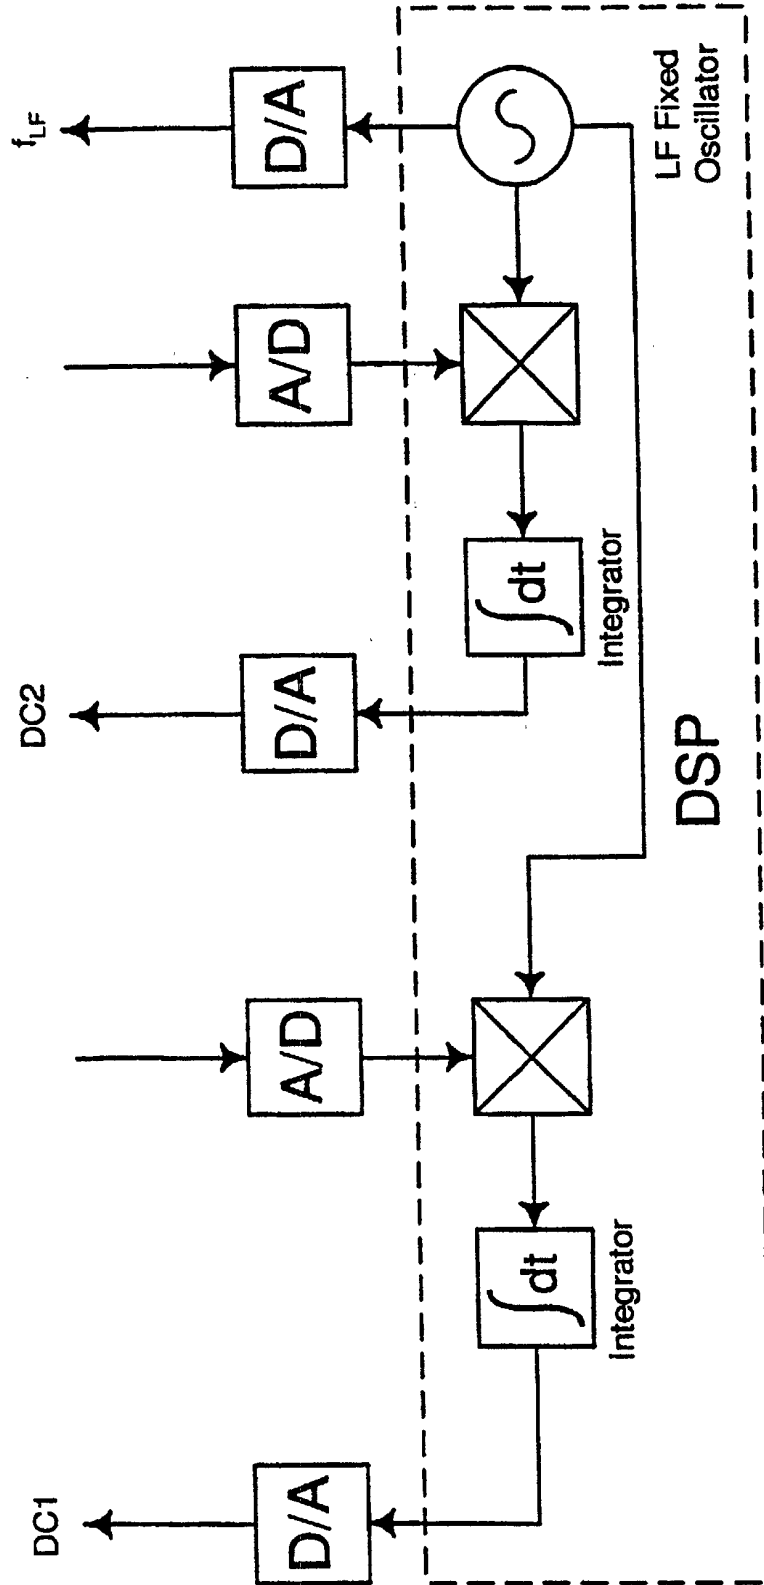 DC1
DC2
f_LF
D/A
A/D
D/A
A/D
D/A
∫dt
Integrator
∫dt
Integrator
LF Fixed
Oscillator
DSP